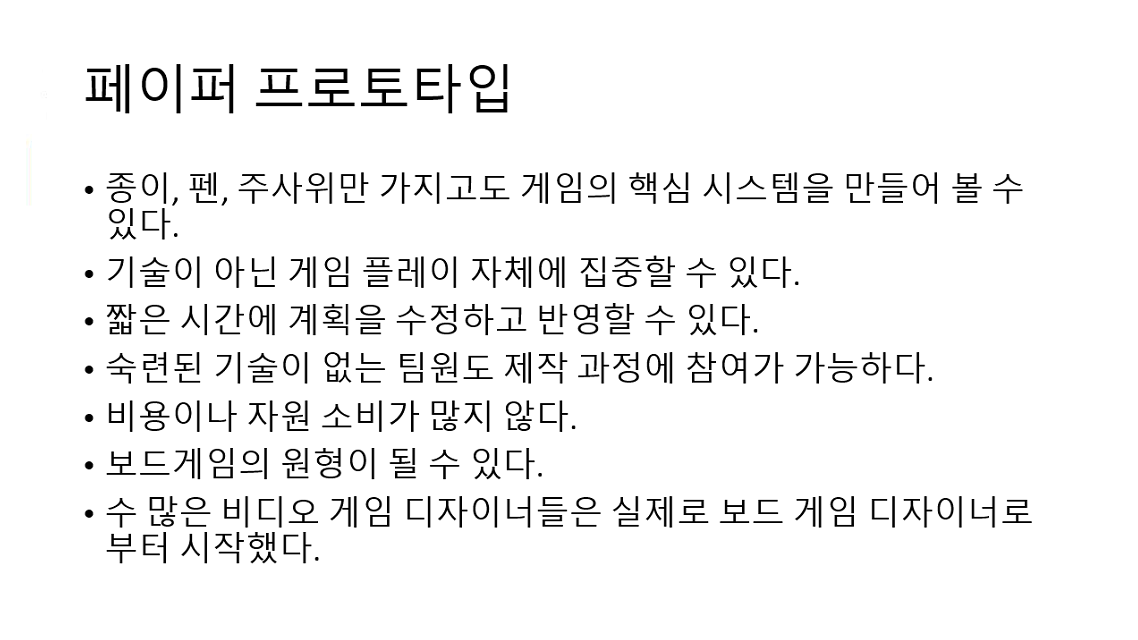 페이퍼 프로토타입
• 종이, 펜, 주사위만 가지고도 게임의 핵심 시스템을 만들어 볼 수
있다.
• 기술이 아닌 게임 플레이 자체에 집중할 수 있다.
• 짧은 시간에 계획을 수정하고 반영할 수 있다.
• 숙련된 기술이 없는 팀원도 제작 과정에 참여가 가능하다.
• 비용이나 자원 소비가 많지 않다.
• 보드게임의 원형이 될 수 있다.
• 수 많은 비디오 게임 디자이너들은 실제로 보드 게임 디자이너로
부터 시작했다.